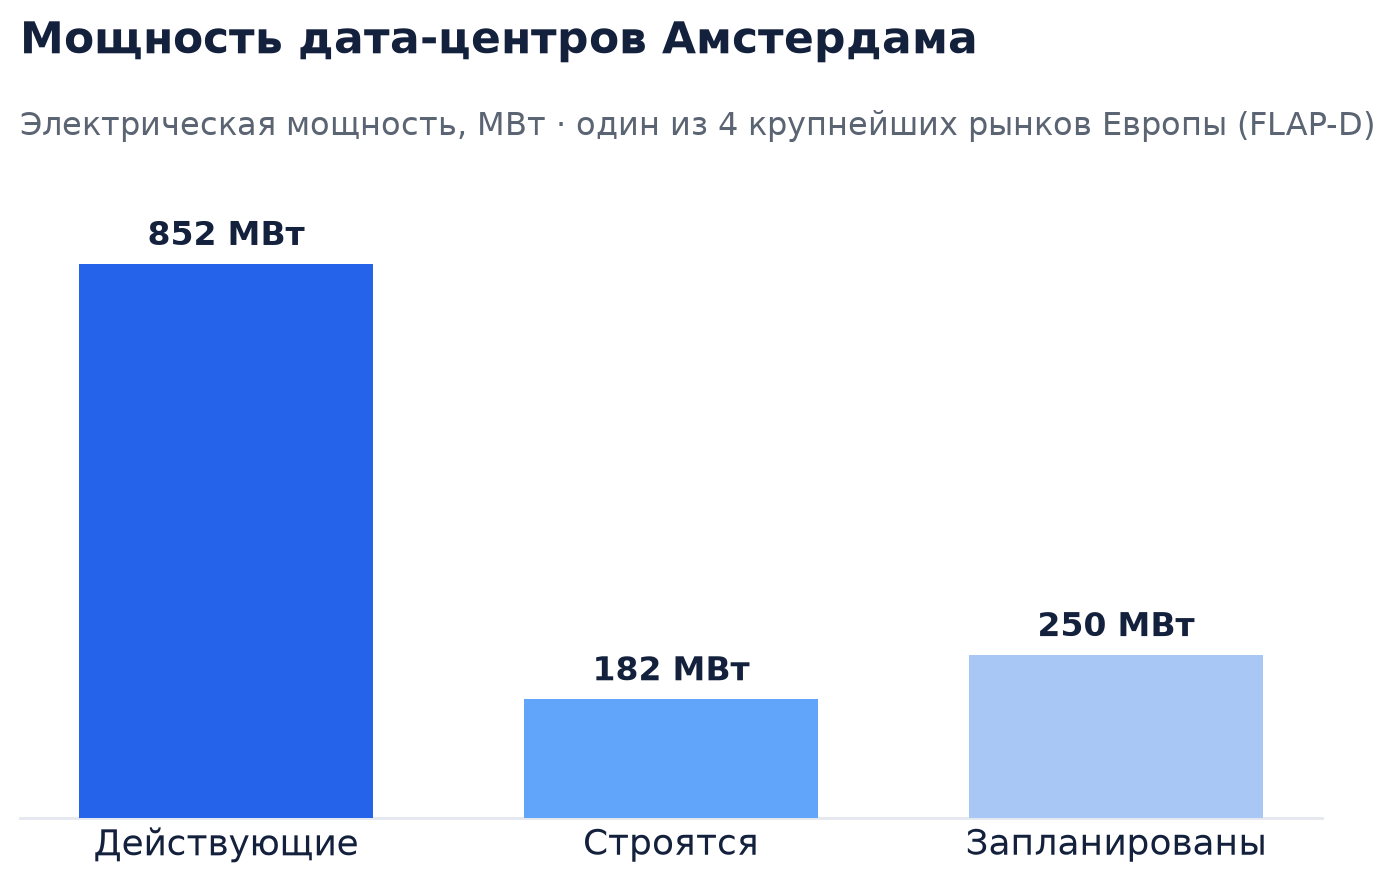 Мощность дата-центров Амстердама
Электрическая мощность, МВт · один из 4 крупнейших рынков Европы (FLAP-D)
852 МВт
182 МВт
250 МВт
Действующие
Строятся
Запланированы